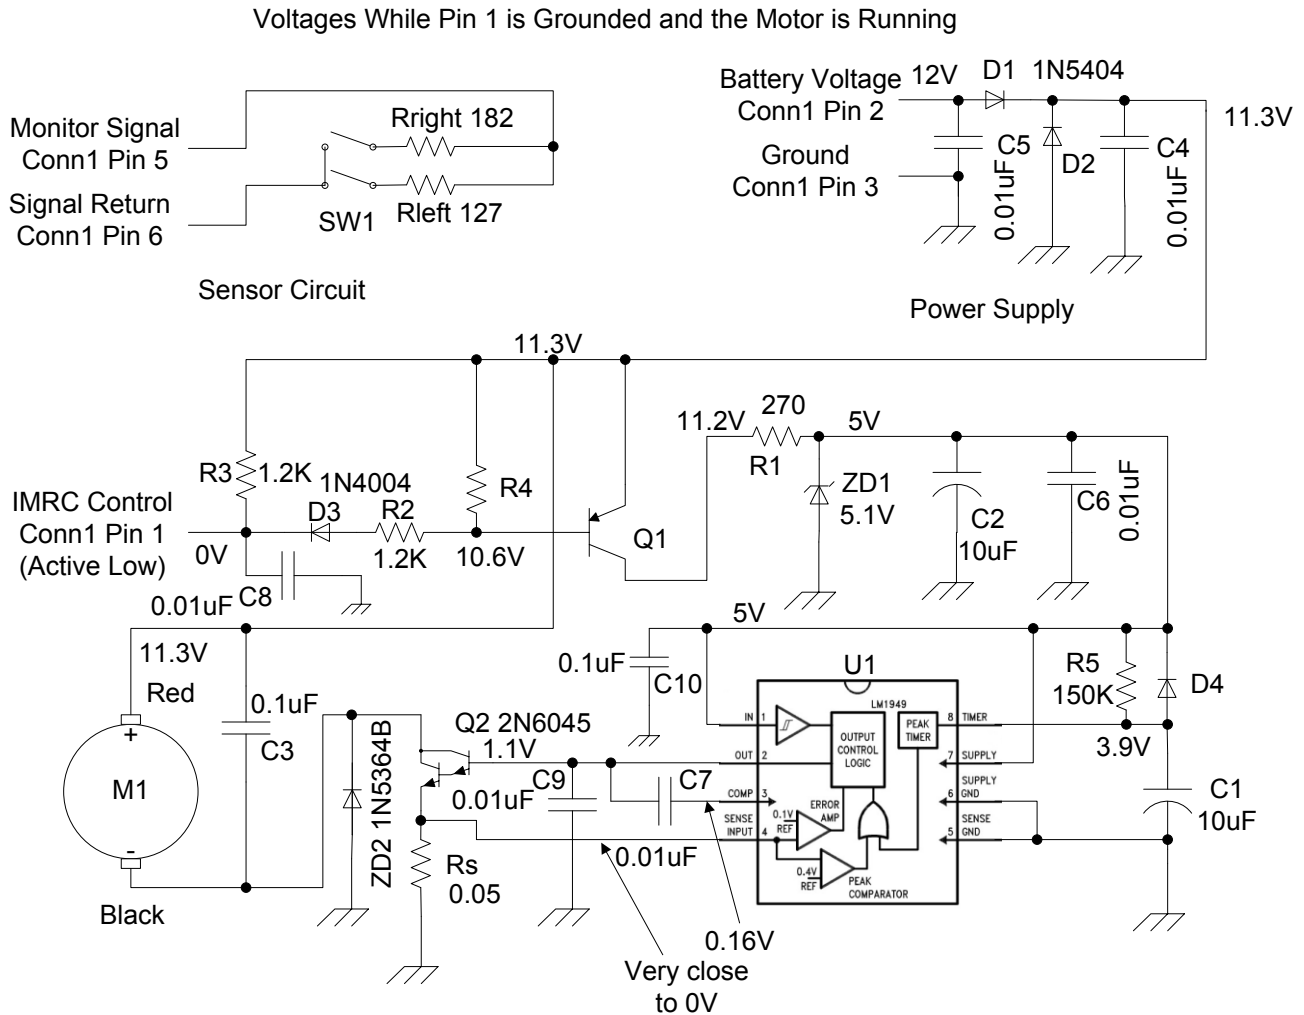 Voltages While Pin 1 is Grounded and the Motor is Running
Battery Voltage
Conn1 Pin 2
12V
D1
1N5404
11.3V
Monitor Signal
Conn1 Pin 5
Rright 182
Ground
Conn1 Pin 3
C5
0.01uF
D2
C4
0.01uF
Signal Return
Conn1 Pin 6
SW1
Rleft 127
Sensor Circuit
Power Supply
11.3V
270
11.2V
5V
R1
R3
1.2K
1N4004
D3
R2
1.2K
R4
10.6V
Q1
ZD1
5.1V
C2
10uF
C6
0.01uF
IMRC Control
Conn1 Pin 1
(Active Low)
0V
C8
0.01uF
5V
11.3V
Red
0.1uF
C3
0.1uF
C10
U1
R5
150K
D4
LM1949
IN
1
OUTPUT
CONTROL
LOGIC
PEAK
TIMER
8
TIMER
3.9V
Q2 2N6045
1.1V
ZD2 1N5364B
OUT
2
7
SUPPLY
+
M1
-
0.01uF
C9
C7
COMP
3
ERROR
AMP
SUPPLY
6
GND
C1
10uF
0.1V
REF
SENSE
INPUT
4
SENSE
5
GND
0.01uF
Rs
0.05
0.4V
REF
PEAK
COMPARATOR
Black
0.16V
Very close
to 0V